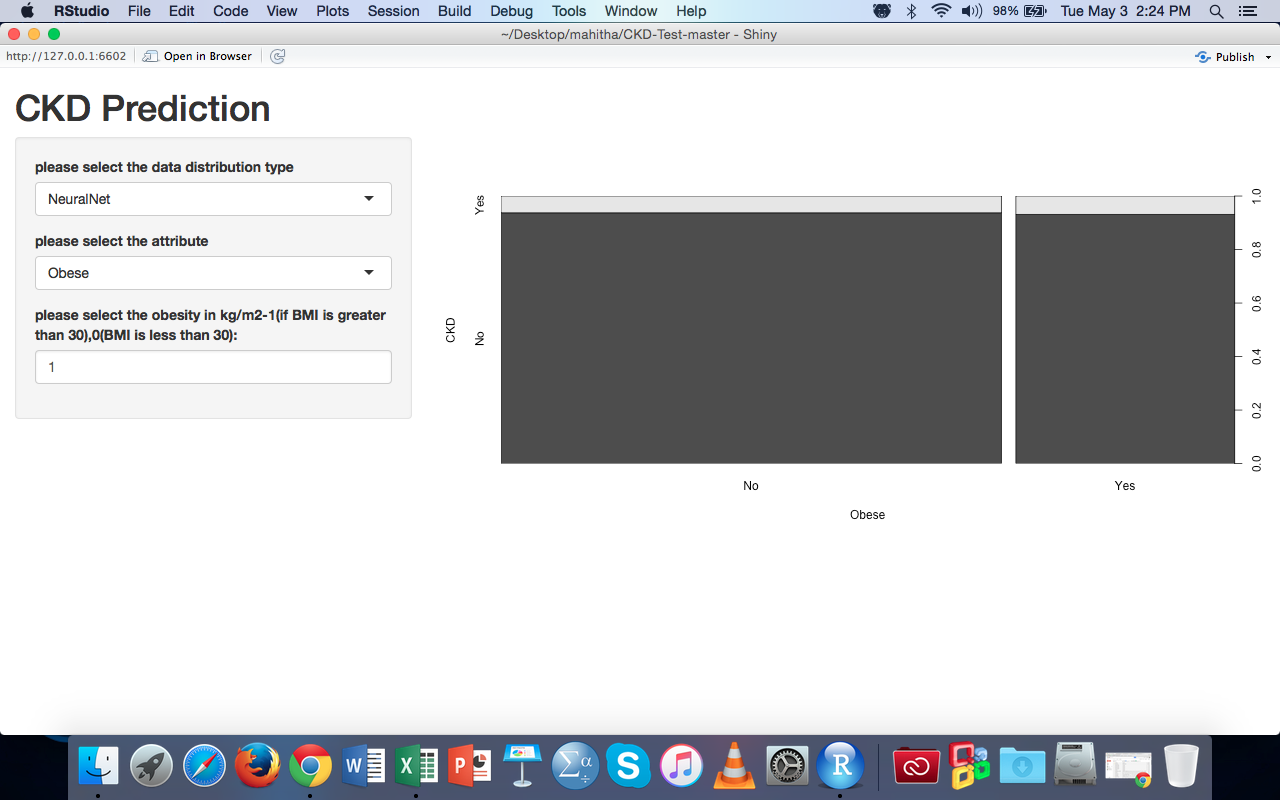 RStudio File Edit Code View Plots Session Build Debug Tools Window Help 98% Tue May 3 2:24 PM
~/Desktop/mahitha/CKD-Test-master - Shiny
http://127.0.0.1:6602 Open in Browser Publish
CKD Prediction
please select the data distribution type
NeuralNet
please select the attribute
Obese
please select the obesity in kg/m2-1(if BMI is greater
than 30),0(BMI is less than 30):
1
CKD
Yes
No
No
Yes
Obese
1.0
0.8
0.6
0.4
0.2
0.0
W X P Σα÷ S R